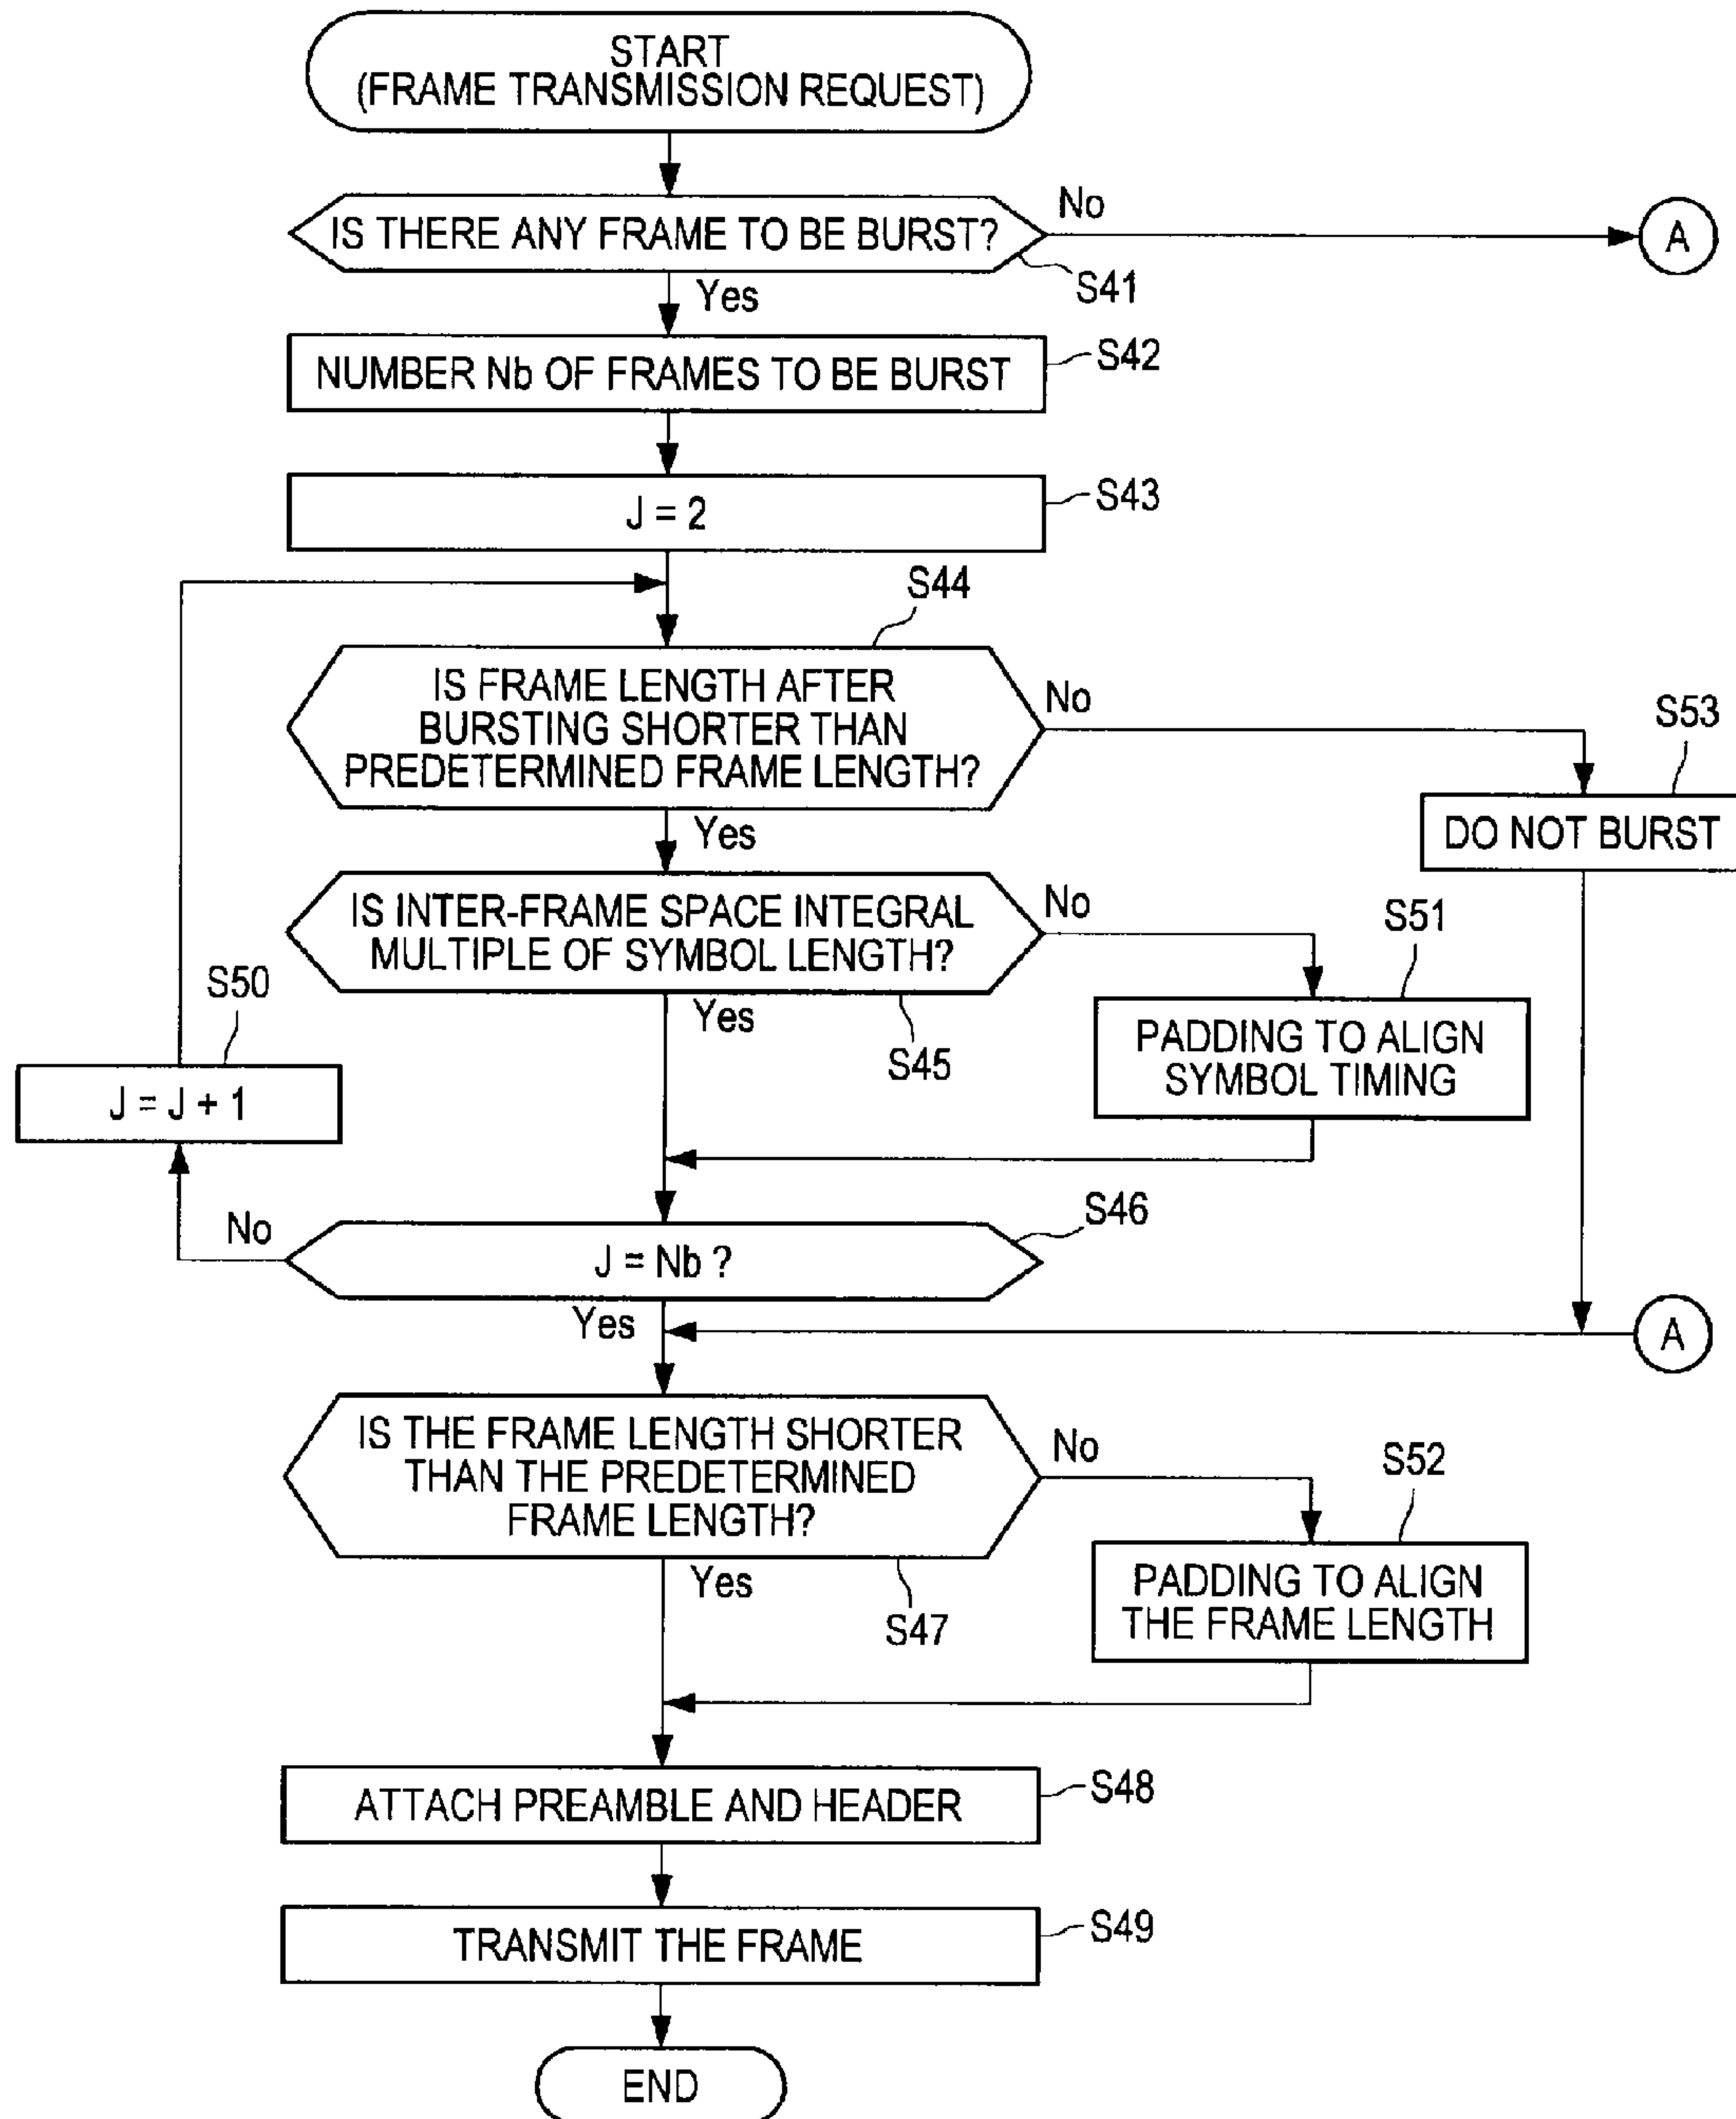 START
(FRAME TRANSMISSION REQUEST)
IS THERE ANY FRAME TO BE BURST?
No
A
S41
Yes
NUMBER Nb OF FRAMES TO BE BURST
S42
J = 2
S43
S44
IS FRAME LENGTH AFTER
BURSTING SHORTER THAN
PREDETERMINED FRAME LENGTH?
No
S53
DO NOT BURST
Yes
IS INTER-FRAME SPACE INTEGRAL
MULTIPLE OF SYMBOL LENGTH?
No
S51
S50
Yes
S45
PADDING TO ALIGN
SYMBOL TIMING
J = J + 1
S46
No
J = Nb ?
Yes
A
IS THE FRAME LENGTH SHORTER
THAN THE PREDETERMINED
FRAME LENGTH?
No
S52
Yes
S47
PADDING TO ALIGN
THE FRAME LENGTH
ATTACH PREAMBLE AND HEADER
S48
TRANSMIT THE FRAME
S49
END